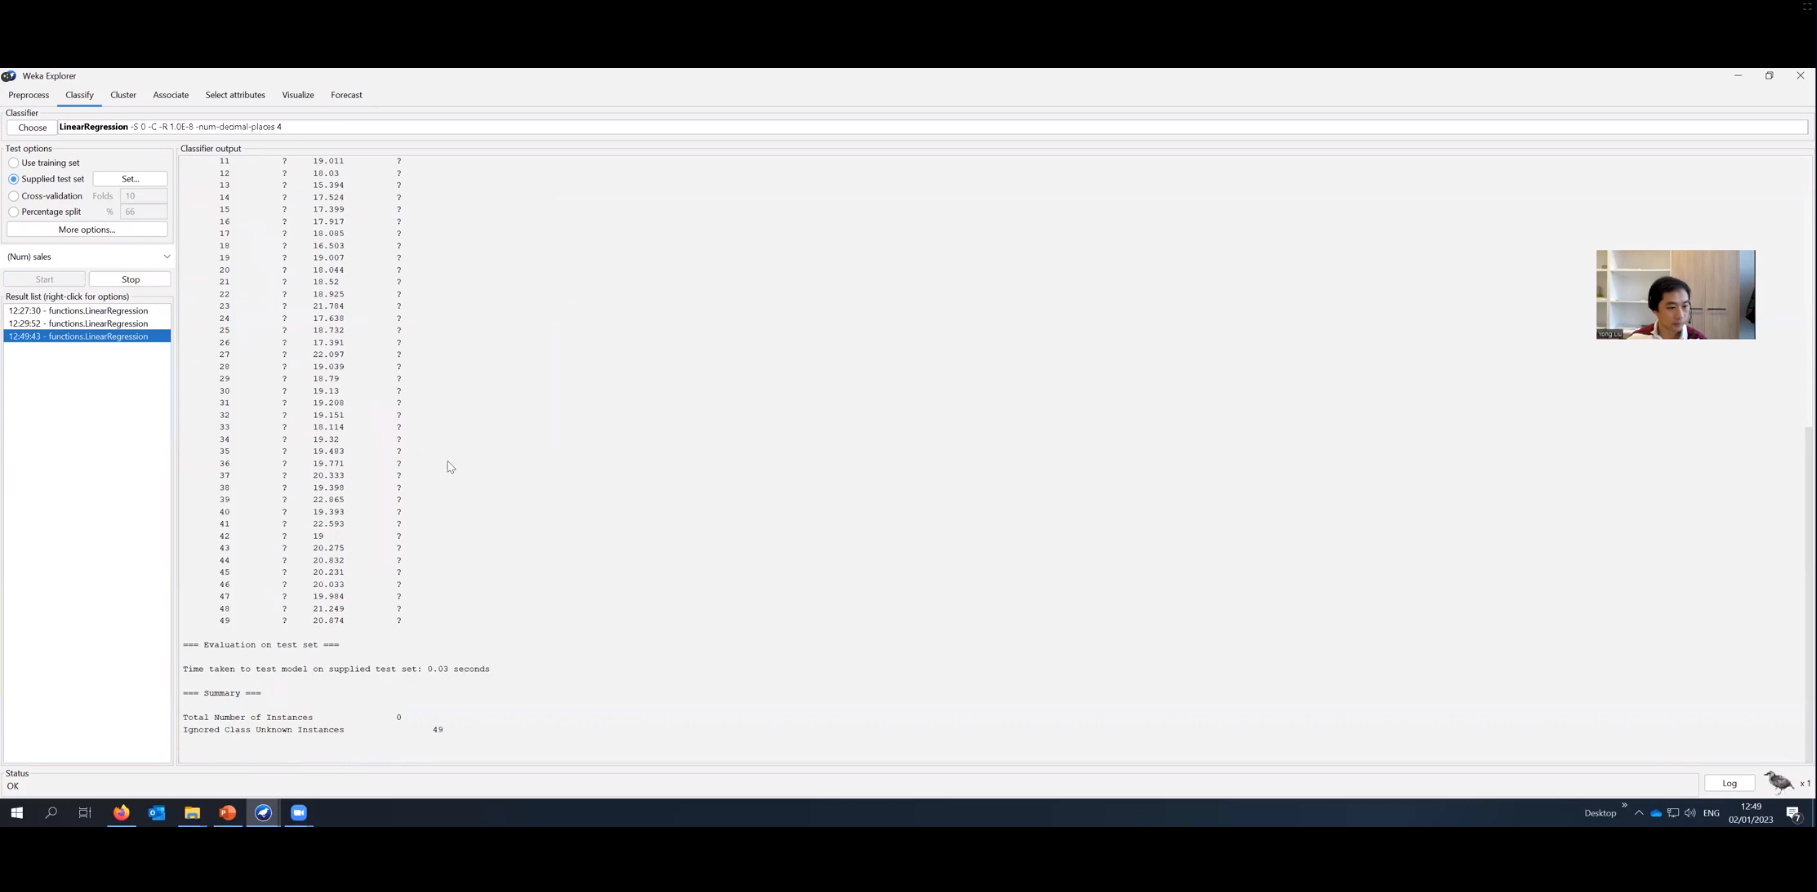 Weka Explorer
Preprocess Classify Cluster Associate Select attributes Visualize Forecast
Classifier
Choose LinearRegression -S 0 -C -R 1.0E-8 -num-decimal-places 4
Test options
Use training set
Supplied test set Set...
Cross-validation Folds 10
Percentage split % 66
More options...
(Num) sales
Start Stop
Result list (right-click for options)
12:27:30 - functions.LinearRegression
12:29:52 - functions.LinearRegression
12:49:43 - functions.LinearRegression
Classifier output
11 ? 19.011 ?
12 ? 18.03 ?
13 ? 15.394 ?
14 ? 17.524 ?
15 ? 17.399 ?
16 ? 17.917 ?
17 ? 18.085 ?
18 ? 16.503 ?
19 ? 19.007 ?
20 ? 18.044 ?
21 ? 18.52 ?
22 ? 18.925 ?
23 ? 21.784 ?
24 ? 17.638 ?
25 ? 18.732 ?
26 ? 17.391 ?
27 ? 22.097 ?
28 ? 19.039 ?
29 ? 18.79 ?
30 ? 19.13 ?
31 ? 19.208 ?
32 ? 19.151 ?
33 ? 18.114 ?
34 ? 19.32 ?
35 ? 19.483 ?
36 ? 19.771 ?
37 ? 20.333 ?
38 ? 19.398 ?
39 ? 22.865 ?
40 ? 19.393 ?
41 ? 22.593 ?
42 ? 19 ?
43 ? 20.275 ?
44 ? 20.832 ?
45 ? 20.231 ?
46 ? 20.033 ?
47 ? 19.984 ?
48 ? 21.249 ?
49 ? 20.874 ?
=== Evaluation on test set ===
Time taken to test model on supplied test set: 0.03 seconds
=== Summary ===
Total Number of Instances 0
Ignored Class Unknown Instances 49
Yong Liu
Status
OK
Log x 1
Desktop ENG
12:49
02/01/2023
7